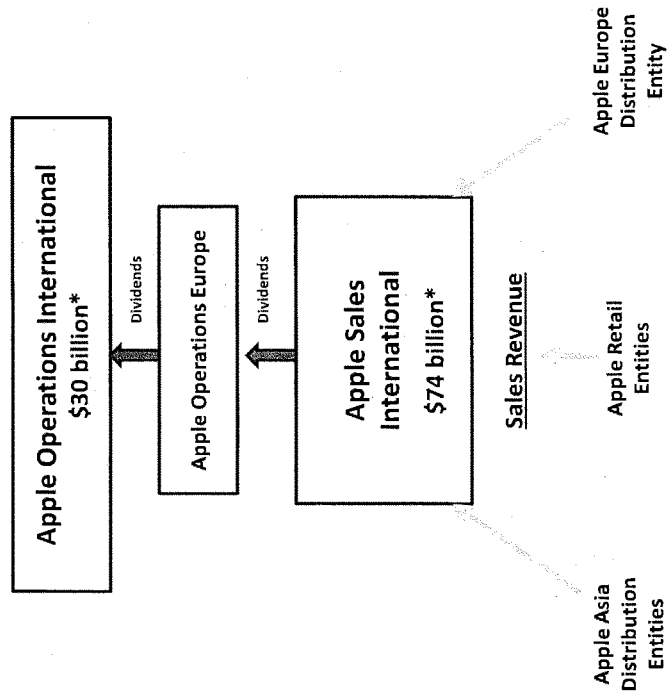 Apple Operations International
$30 billion*
Dividends
Apple Operations Europe
Dividends
Apple Sales
International
$74 billion*
Sales Revenue
Apple Asia
Distribution
Entities
Apple Retail
Entities
Apple Europe
Distribution
Entity